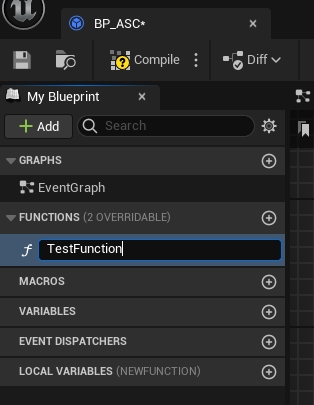 BP_ASC*
Compile
Diff
My Blueprint
Add
Search
GRAPHS
EventGraph
FUNCTIONS (2 OVERRIDABLE)
TestFunction
MACROS
VARIABLES
EVENT DISPATCHERS
LOCAL VARIABLES (NEWFUNCTION)